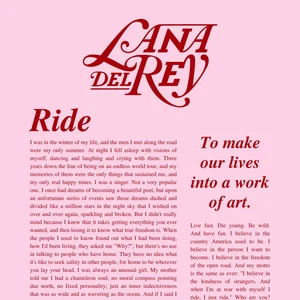 LANA
DEL REY
Ride
I was in the winter of my life, and the men I met along the road
were my only summer. At night I fell asleep with visions of
myself, dancing and laughing and crying with them. Three
years down the line of being on an endless world tour, and my
memories of them were the only things that sustained me, and
my only real happy times. I was a singer. Not a very popular
one. I once had dreams of becoming a beautiful poet, but upon
an unfortunate series of events saw those dreams dashed and
divided like a million stars in the night sky that I wished on
over and over again, sparkling and broken. But I didn't really
mind because I knew that it takes getting everything you ever
wanted, and then losing it to know what true freedom is. When
the people I used to know found out what I had been doing,
how I'd been living, they asked me "Why?", but there's no use
in talking to people who have home. They have no idea what
it's like to seek safety in other people, for home to be wherever
you lay your head. I was always an unusual girl. My mother
told me I had a chameleon soul, no moral compass pointing
due north, no fixed personality; just an inner indecisiveness
that was as wide and as wavering as the ocean. And if I said I
To make
our lives
into a work
of art.
Live fast. Die young. Be wild.
And have fun. I believe in the
country America used to be. I
believe in the person I want to
become. I believe in the freedom
of the open road. And my motto
is the same as ever: "I believe in
the kindness of strangers. And
when I'm at war with myself I
ride, I just ride." Who are you?